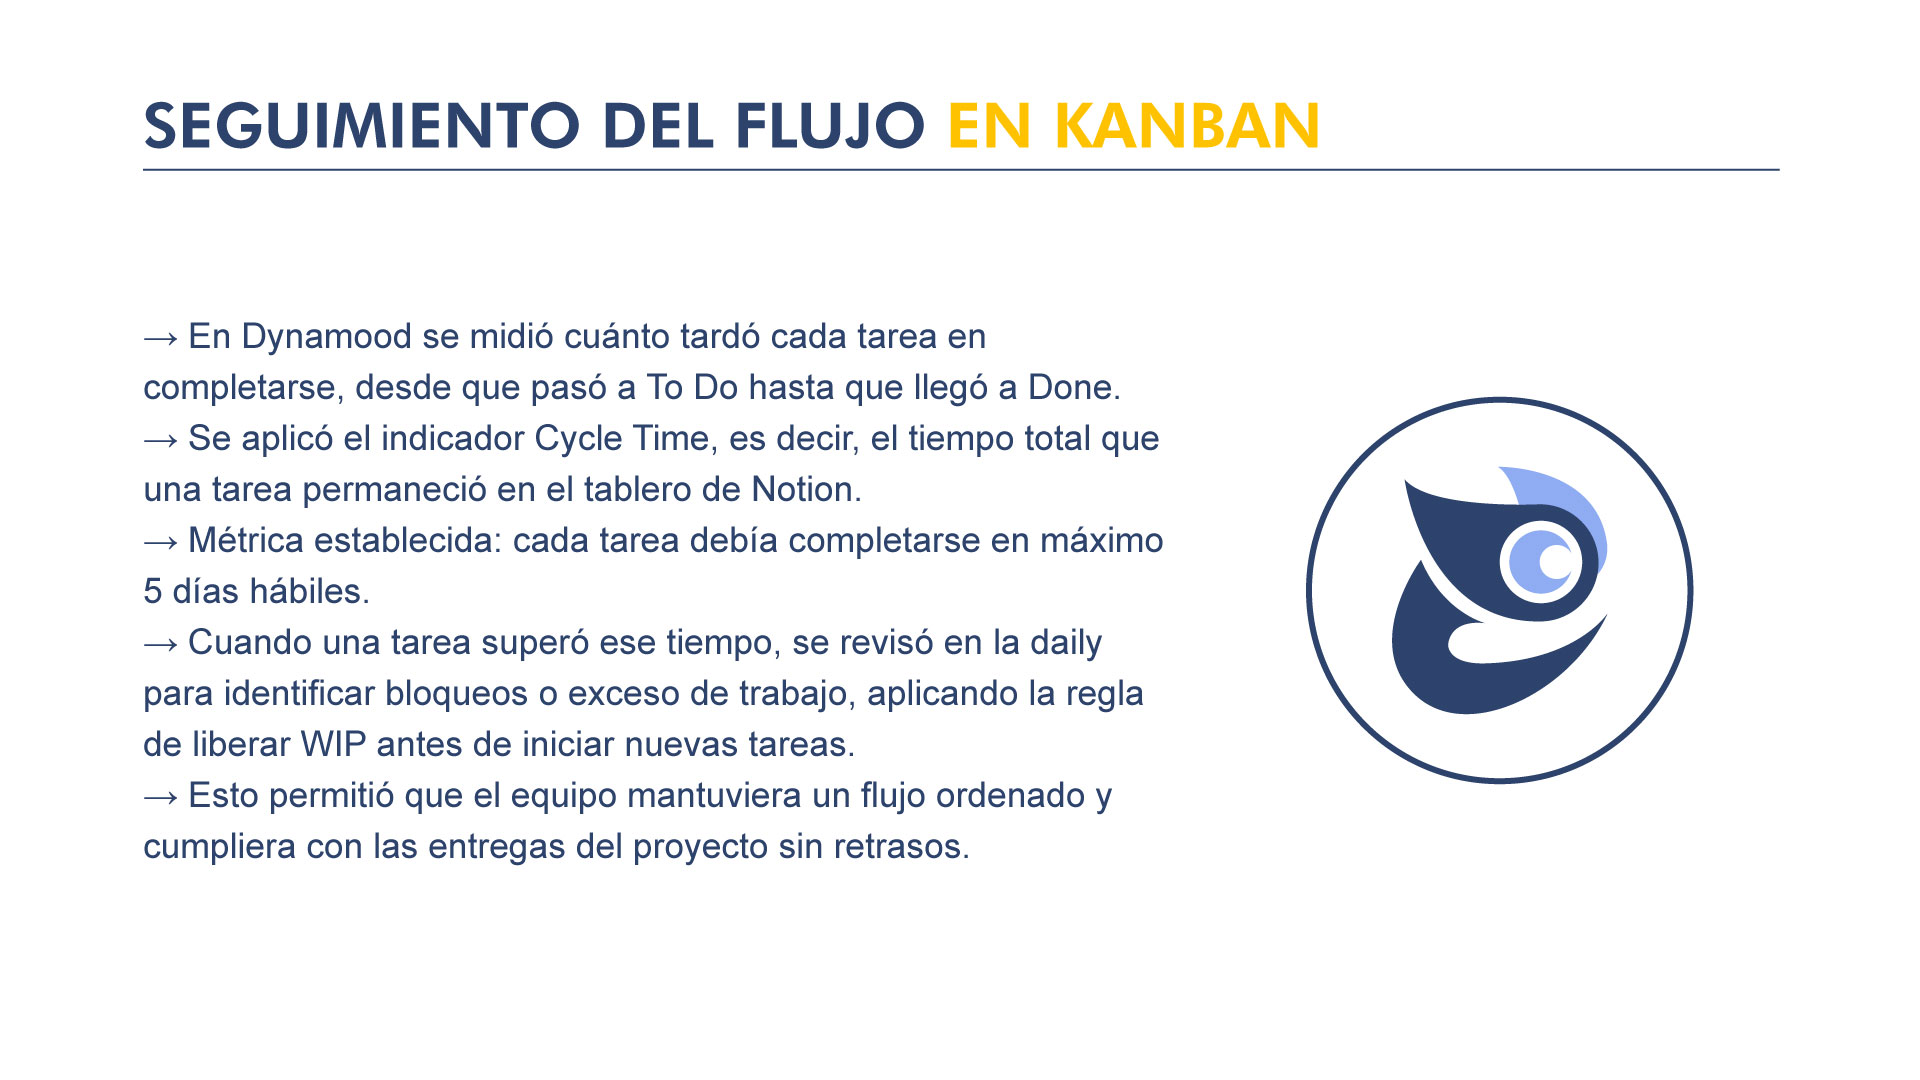 SEGUIMIENTO DEL FLUJO EN KANBAN
→ En Dynamood se midió cuánto tardó cada tarea en
completarse, desde que pasó a To Do hasta que llegó a Done.
→ Se aplicó el indicador Cycle Time, es decir, el tiempo total que
una tarea permaneció en el tablero de Notion.
→ Métrica establecida: cada tarea debía completarse en máximo
5 días hábiles.
→ Cuando una tarea superó ese tiempo, se revisó en la daily
para identificar bloqueos o exceso de trabajo, aplicando la regla
de liberar WIP antes de iniciar nuevas tareas.
→ Esto permitió que el equipo mantuviera un flujo ordenado y
cumpliera con las entregas del proyecto sin retrasos.